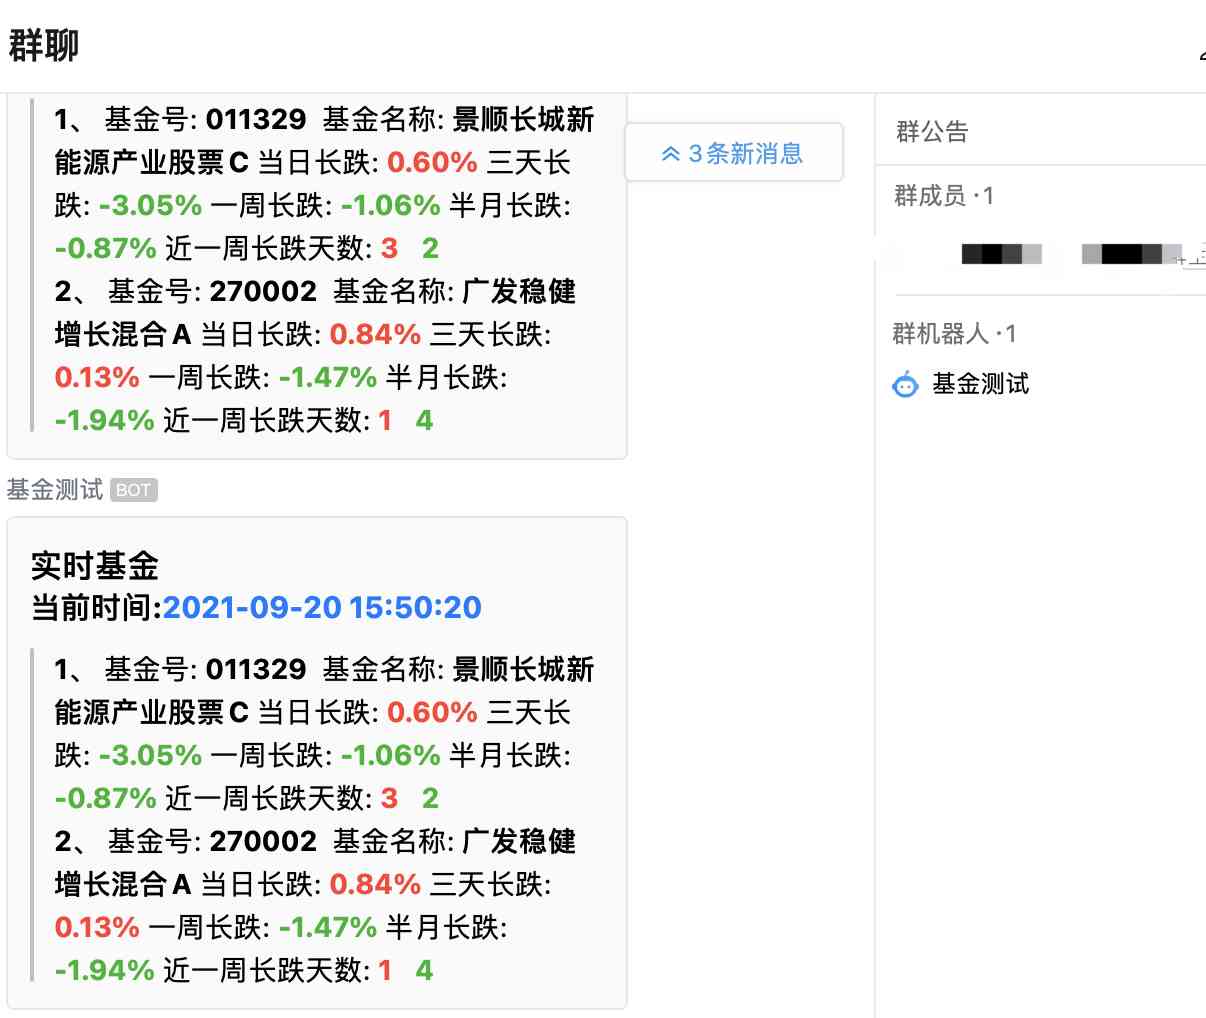 群聊
1、 基金号: 011329 基金名称: 景顺长城新
能源产业股票C 当日长跌: 0.60% 三天长
跌: -3.05% 一周长跌: -1.06% 半月长跌:
-0.87% 近一周长跌天数: 3 2
2、 基金号: 270002 基金名称: 广发稳健
增长混合A 当日长跌: 0.84% 三天长跌:
0.13% 一周长跌: -1.47% 半月长跌:
-1.94% 近一周长跌天数: 1 4
3条新消息
基金测试 BOT
实时基金
当前时间:2021-09-20 15:50:20
1、 基金号: 011329 基金名称: 景顺长城新
能源产业股票C 当日长跌: 0.60% 三天长
跌: -3.05% 一周长跌: -1.06% 半月长跌:
-0.87% 近一周长跌天数: 3 2
2、 基金号: 270002 基金名称: 广发稳健
增长混合A 当日长跌: 0.84% 三天长跌:
0.13% 一周长跌: -1.47% 半月长跌:
-1.94% 近一周长跌天数: 1 4
群公告
群成员·1
群机器人·1
基金测试